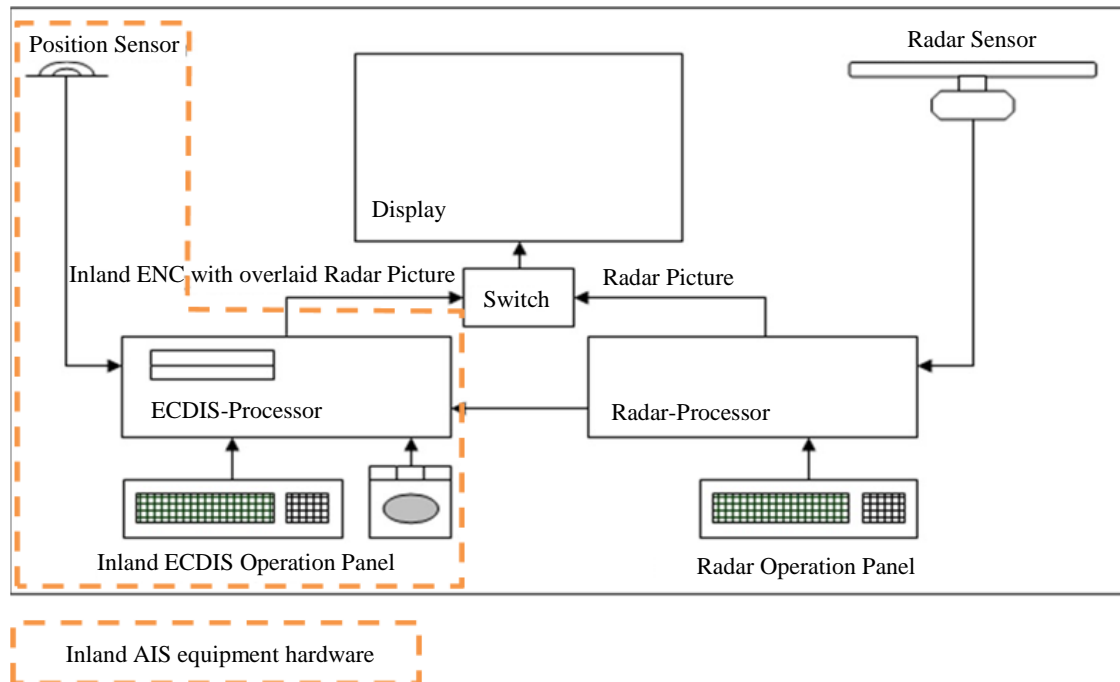 Position Sensor
Radar Sensor
Display
Inland ENC with overlaid Radar Picture
Radar Picture
Switch
ECDIS-Processor
Radar-Processor
Inland ECDIS Operation Panel
Radar Operation Panel
Inland AIS equipment hardware